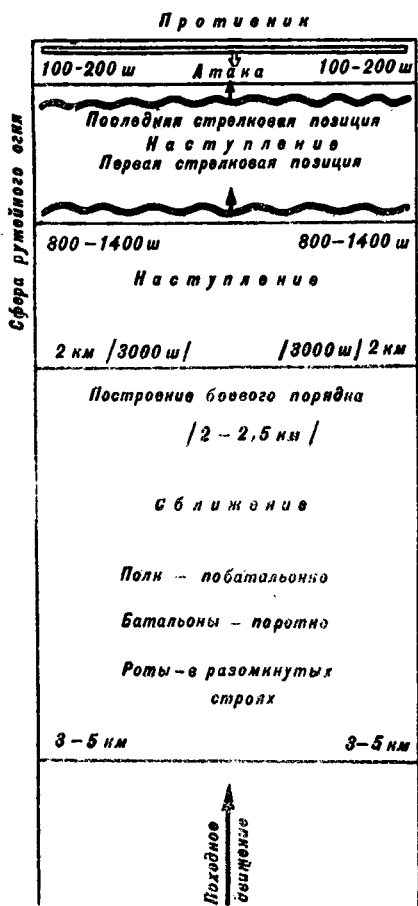 Противник
100-200 ш Атака 100-200 ш
Последняя стрелковая позиция
Наступление
Первая стрелковая позиция
Сфера ружейного огня
800-1400 ш 800-1400 ш
Наступление
2 км /3000 ш/ /3000 ш/ 2 км
Построение боевого порядка
/2 - 2,5 км/
Сближение
Полк - побатальонно
Батальоны - поротно
Роты - в разомкнутых
строях
3-5 км 3-5 км
Походное
движение